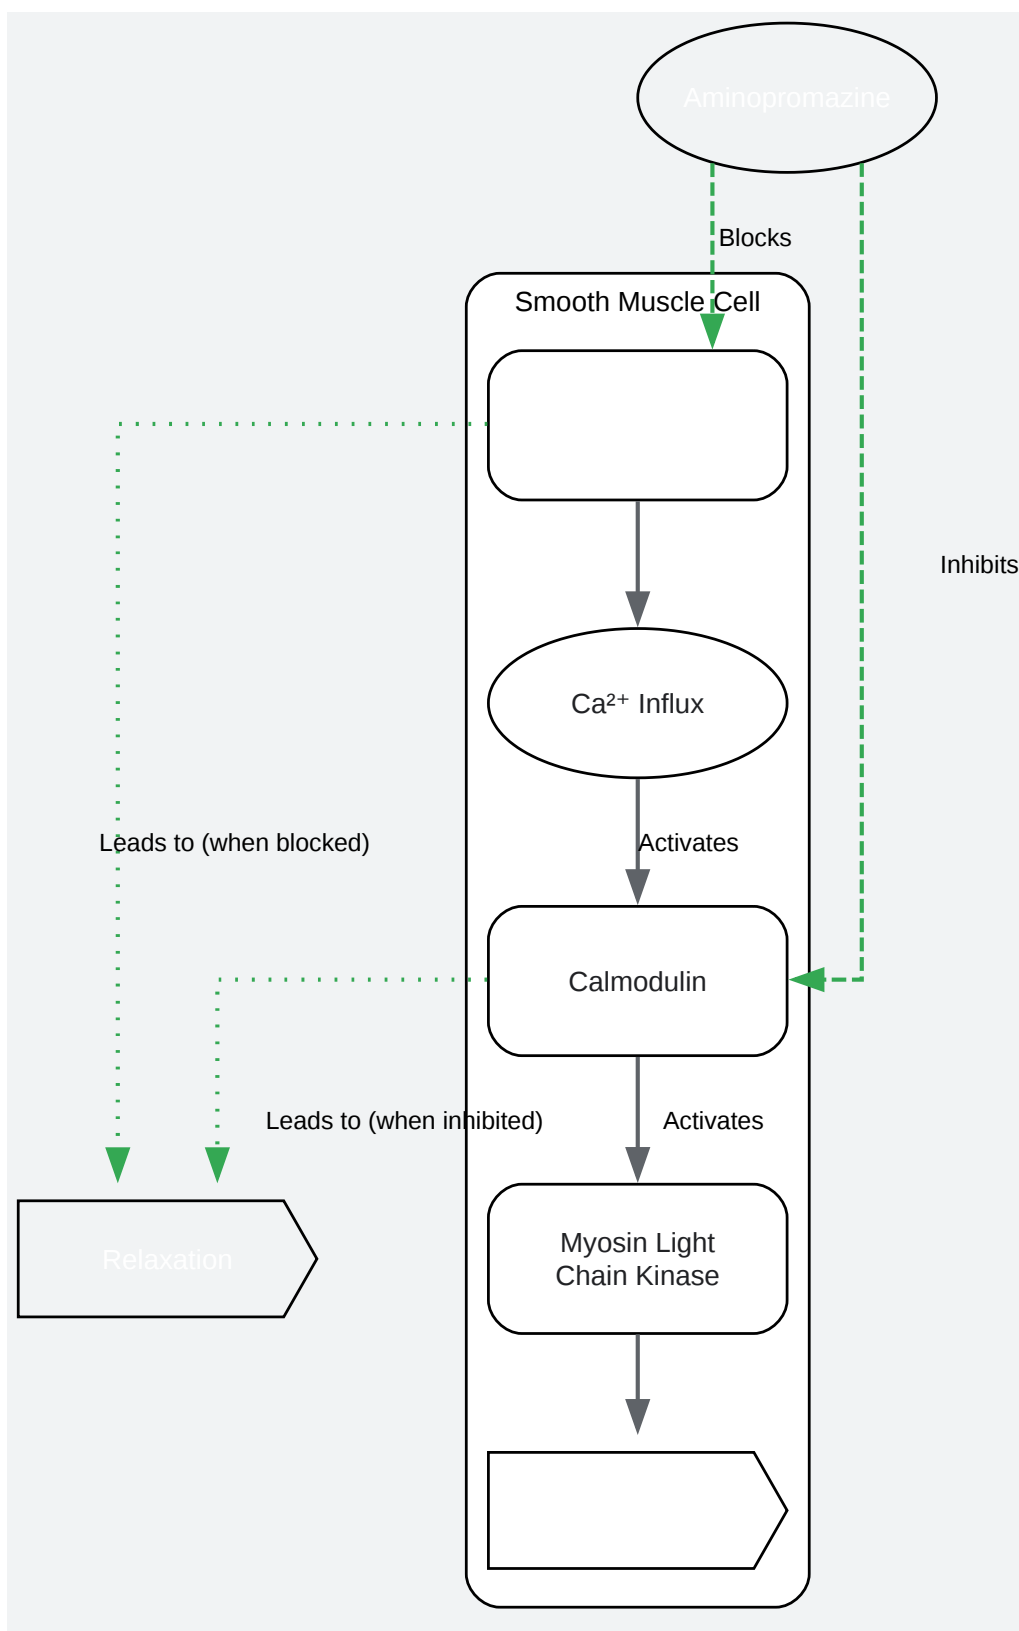 Aminopromazine
Blocks
Smooth Muscle Cell
Inhibits
Ca²⁺ Influx
Leads to (when blocked)
Activates
Calmodulin
Leads to (when inhibited)
Activates
Relaxation
Myosin Light
Chain Kinase